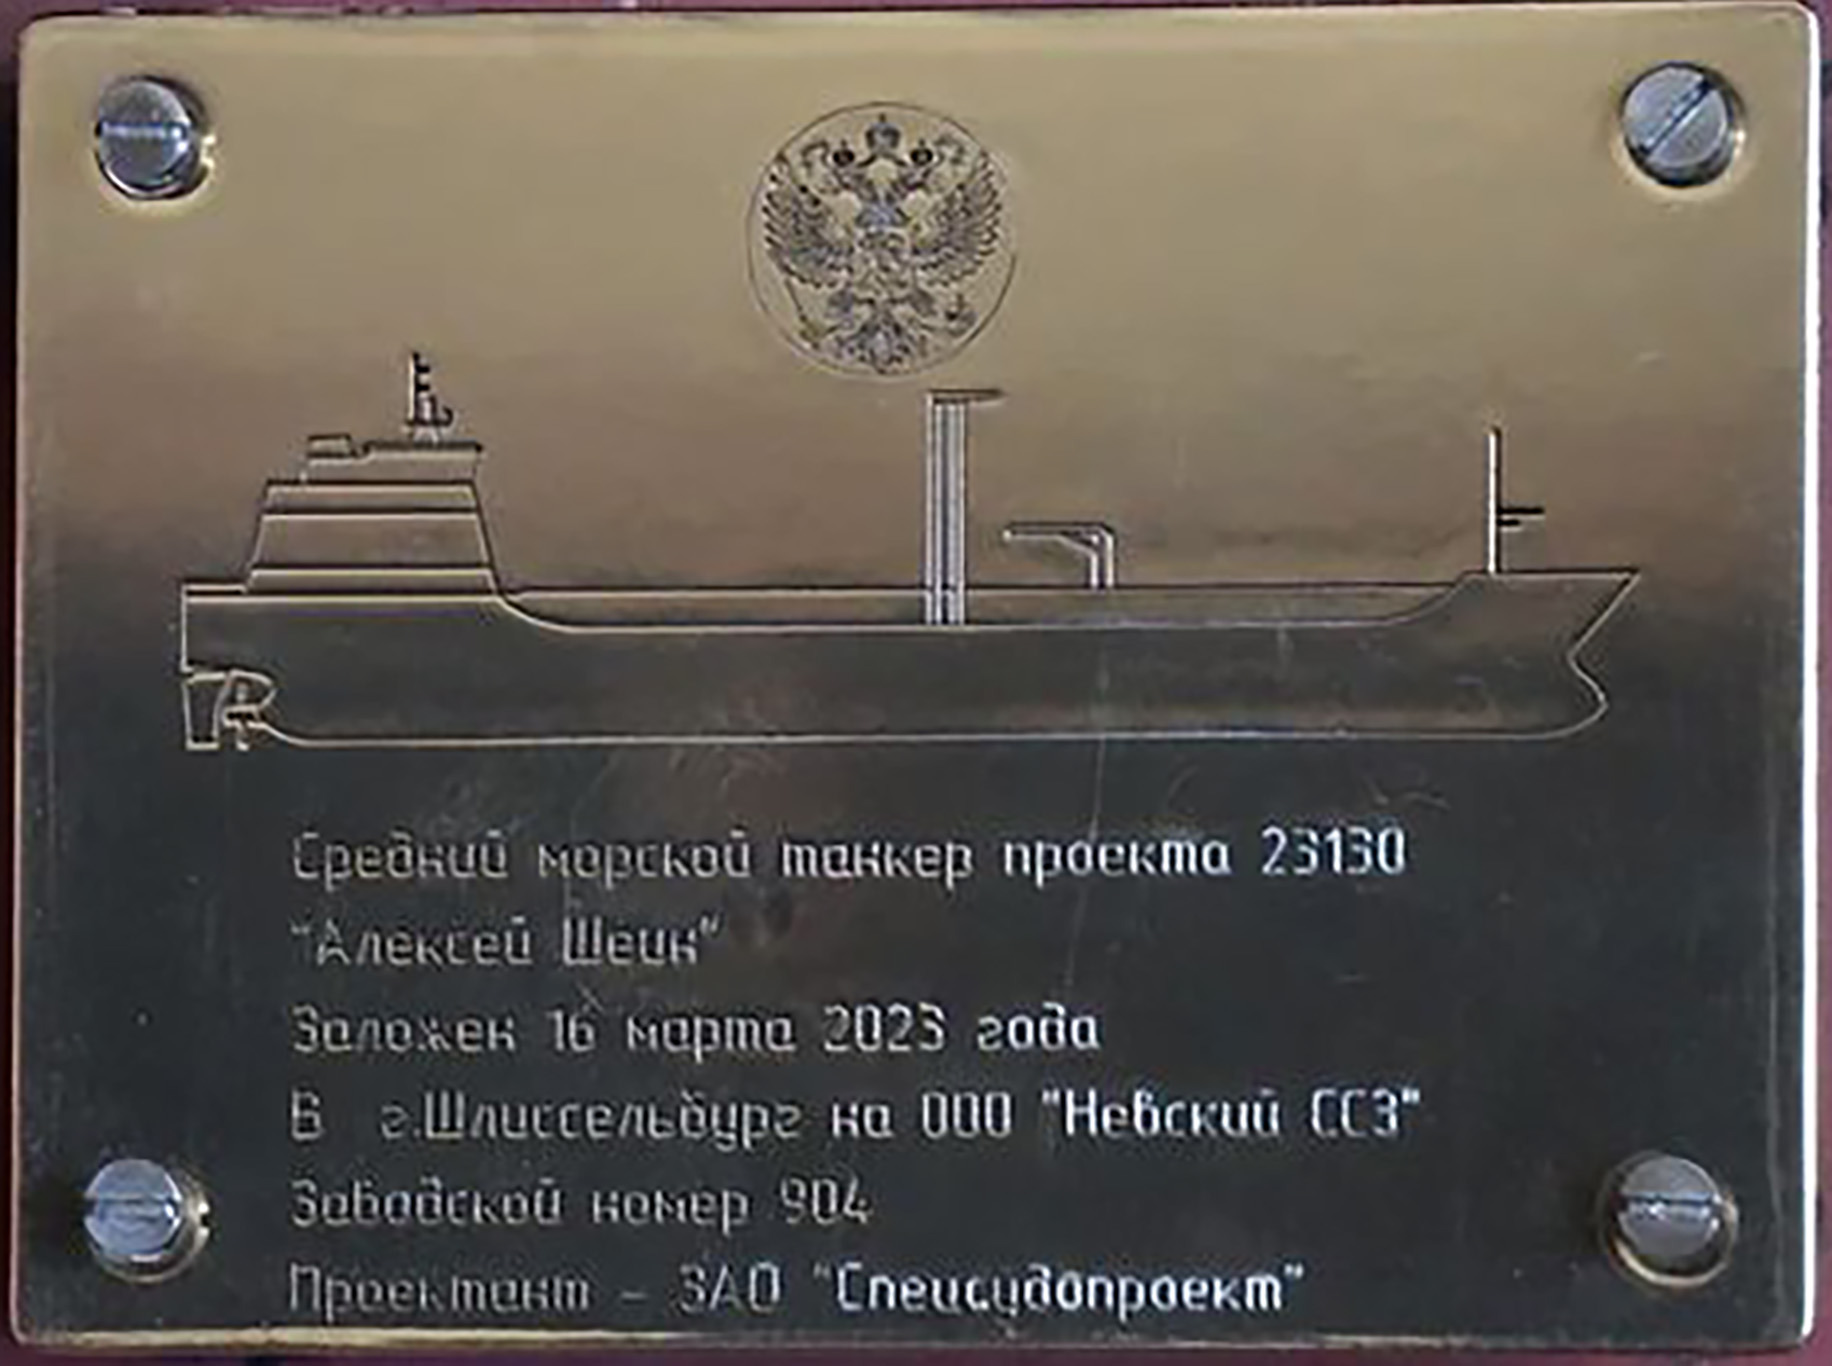 Средний морской танкер проекта 23130
"Алексей Шеин"
Заложен 16 марта 2023 года
В г.Шлиссельбург на ООО "Невский ССЗ"
Заводской номер 904
Проектант - ЗАО "Спецсудопроект"